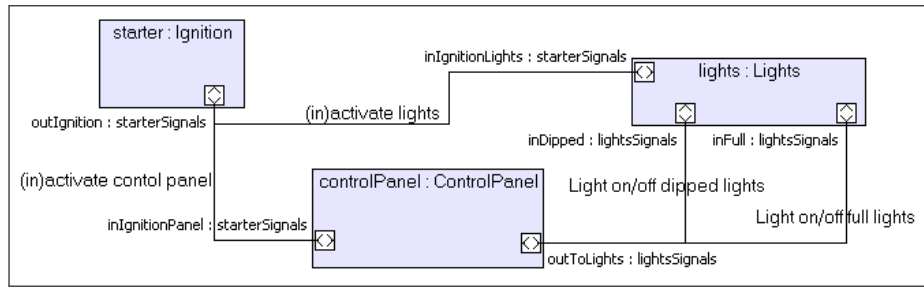 starter : Ignition
inIgnitionLights : starterSignals
lights : Lights
outIgnition : starterSignals
(in)activate lights
inDipped : lightsSignals
inFull : lightsSignals
(in)activate contol panel
controlPanel : ControlPanel
Light on/off dipped lights
Light on/off full lights
inIgnitionPanel : starterSignals
outToLights : lightsSignals